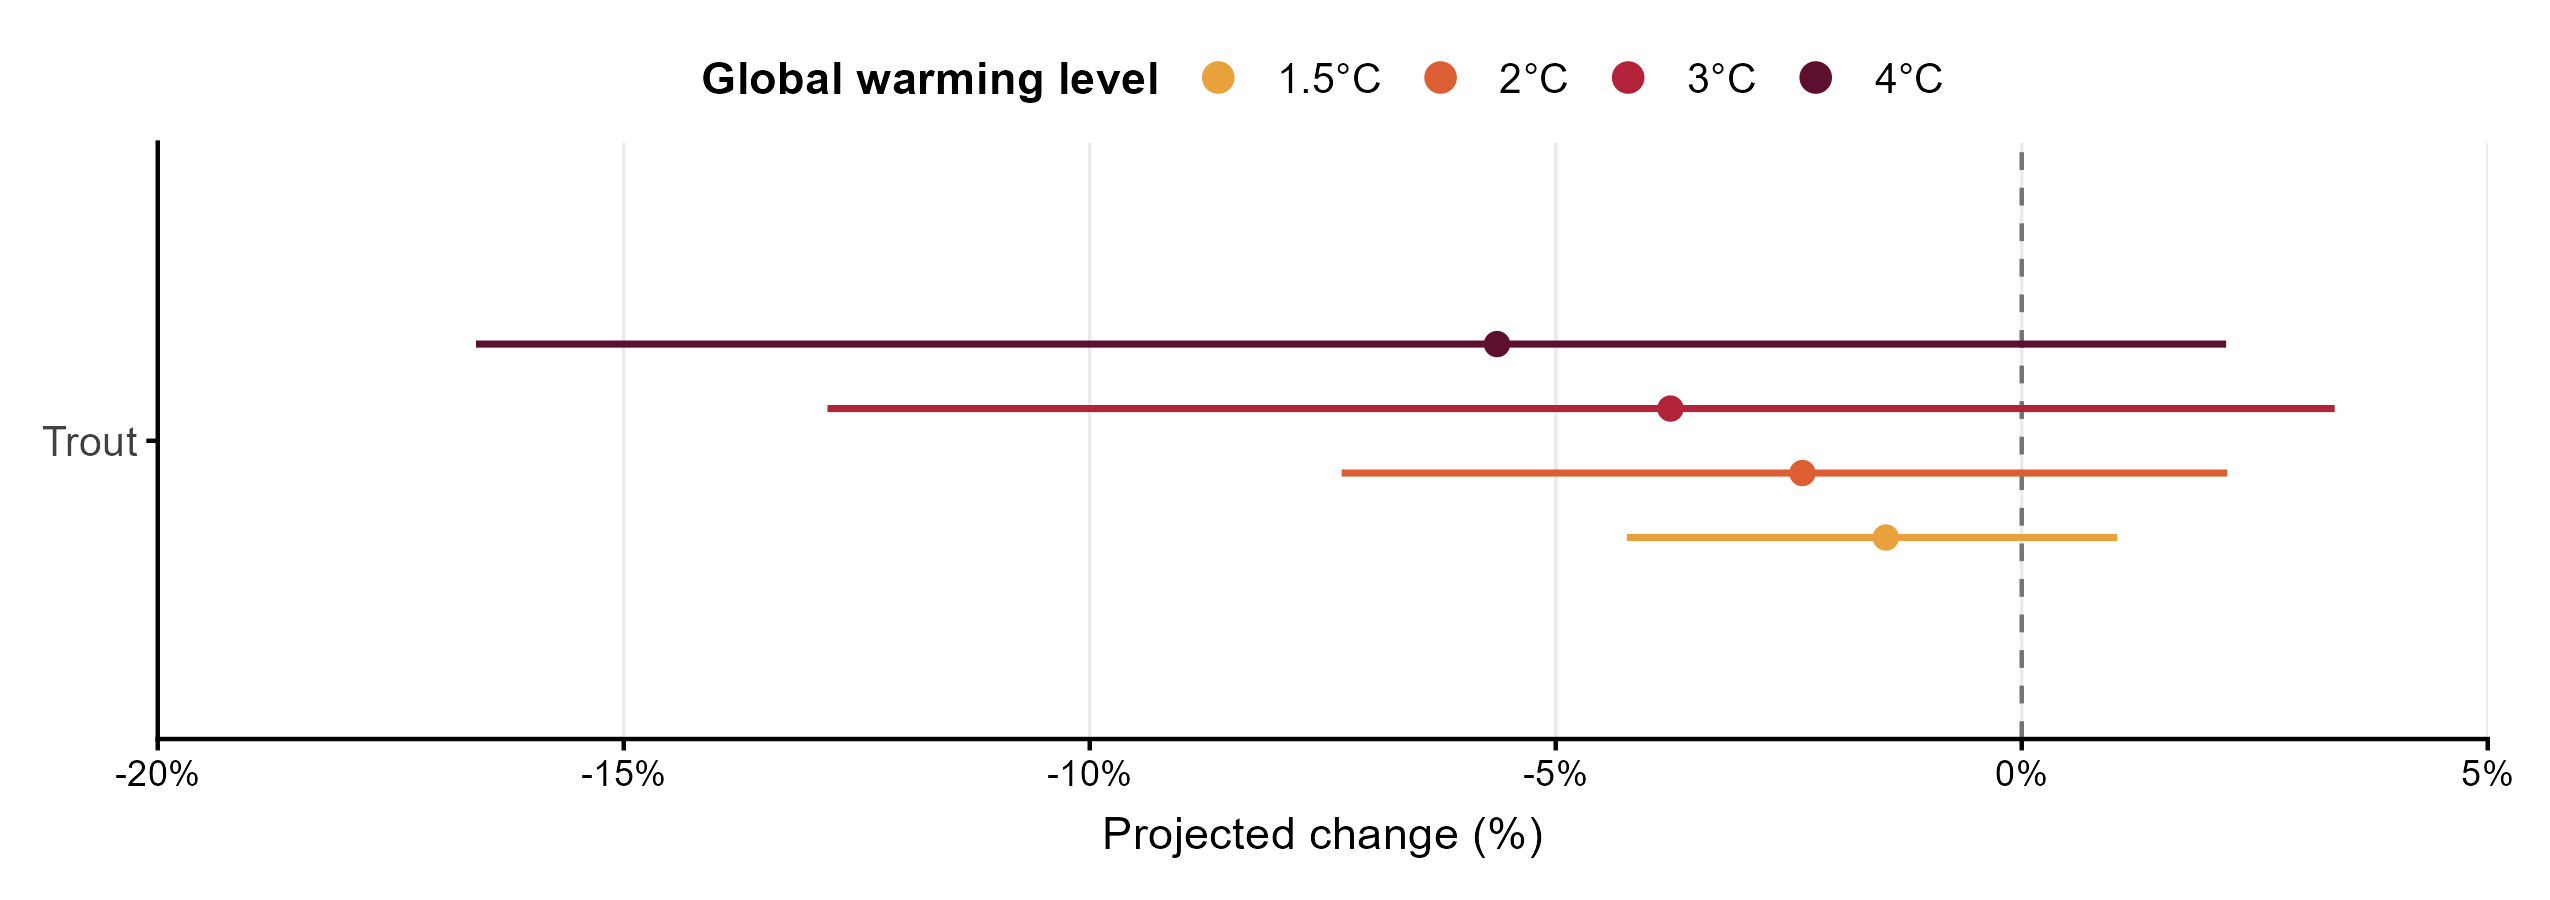 Global warming level 1.5°C 2°C 3°C 4°C
Trout
-20% -15% -10% -5% 0% 5%
Projected change (%)